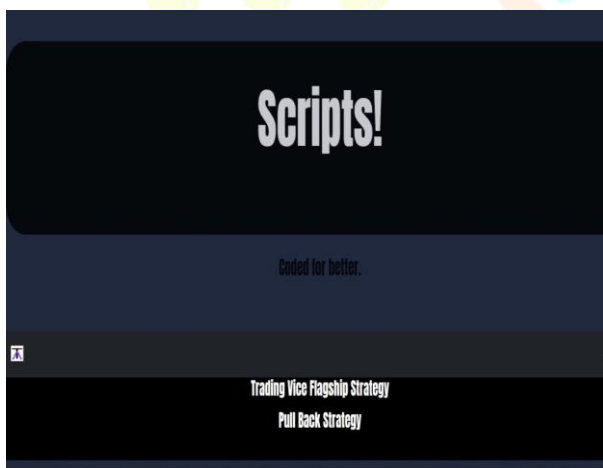 Scripts!
Coded for better.
Trading Vice Flagship Strategy
Pull Back Strategy